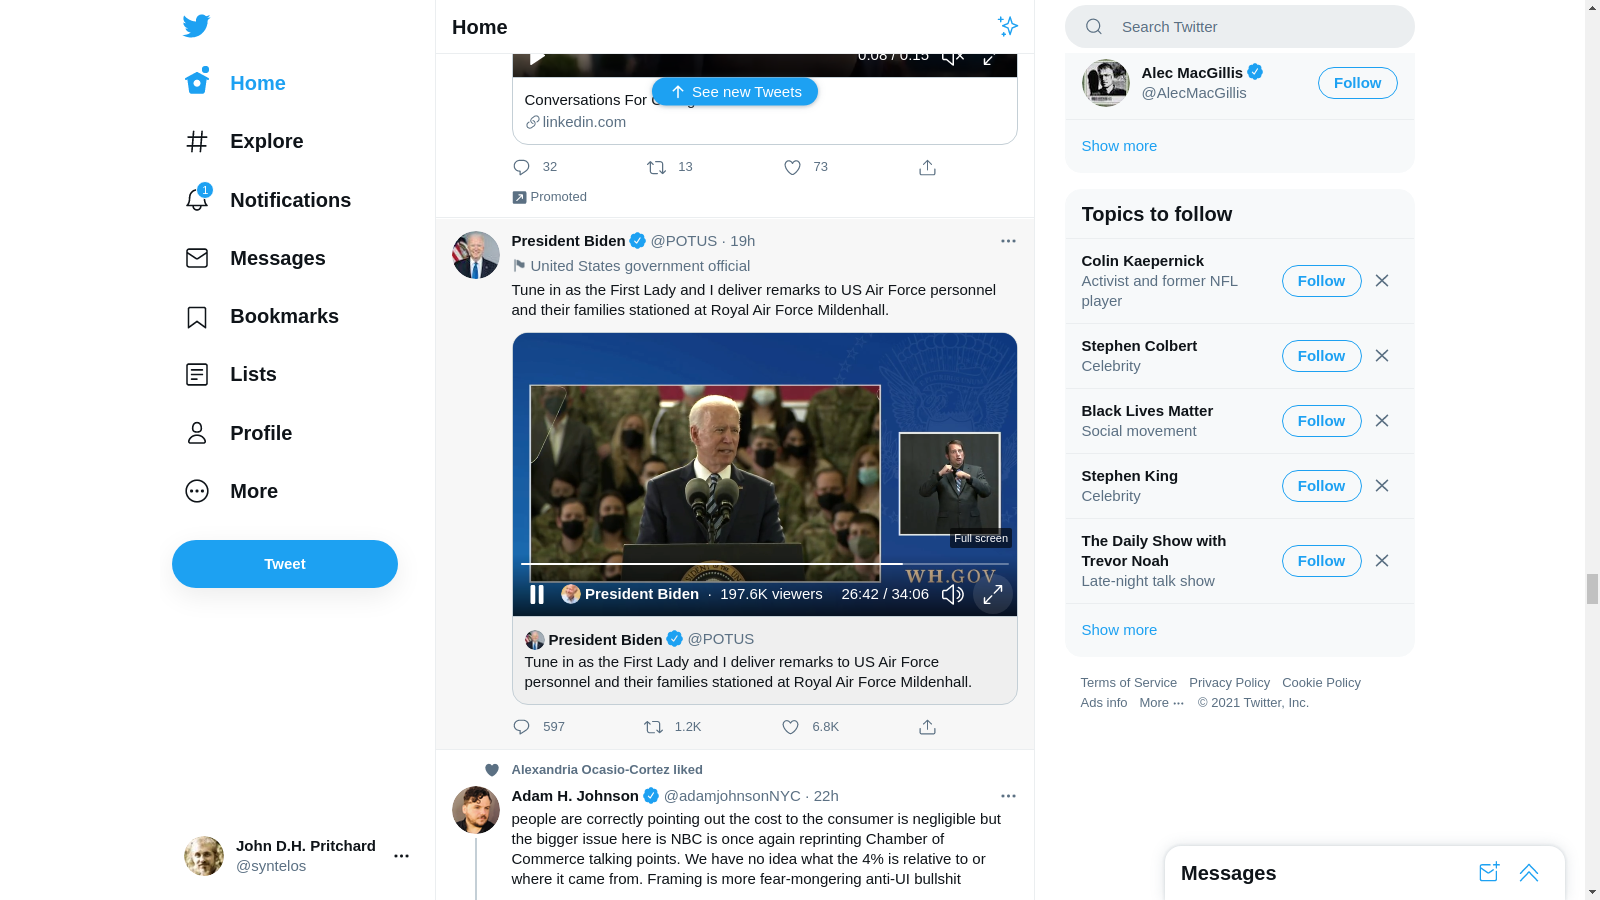 Home
Explore
1
Notifications
Messages
Bookmarks
Lists
Profile
More
Tweet
John D.H. Pritchard
@syntelos
Home
0:08 / 0:15
See new Tweets
Conversations For
linkedin.com
32 13 73
Promoted
President Biden @POTUS · 19h
United States government official
Tune in as the First Lady and I deliver remarks to US Air Force personnel
and their families stationed at Royal Air Force Mildenhall.
Full screen
WH.GOV
President Biden · 197.6K viewers 26:42 / 34:06
President Biden @POTUS
Tune in as the First Lady and I deliver remarks to US Air Force
personnel and their families stationed at Royal Air Force Mildenhall.
597 1.2K 6.8K
Alexandria Ocasio-Cortez liked
Adam H. Johnson @adamjohnsonNYC · 22h
people are correctly pointing out the cost to the consumer is negligible but
the bigger issue here is NBC is once again reprinting Chamber of
Commerce talking points. We have no idea what the 4% is relative to or
where it came from. Framing is more fear-mongering anti-UI bullshit
Search Twitter
Alec MacGillis
@AlecMacGillis
Follow
Show more
Topics to follow
Colin Kaepernick
Activist and former NFL
player
Follow
Stephen Colbert
Celebrity
Follow
Black Lives Matter
Social movement
Follow
Stephen King
Celebrity
Follow
The Daily Show with
Trevor Noah
Late-night talk show
Follow
Show more
Terms of Service Privacy Policy Cookie Policy
Ads info More ··· © 2021 Twitter, Inc.
Messages